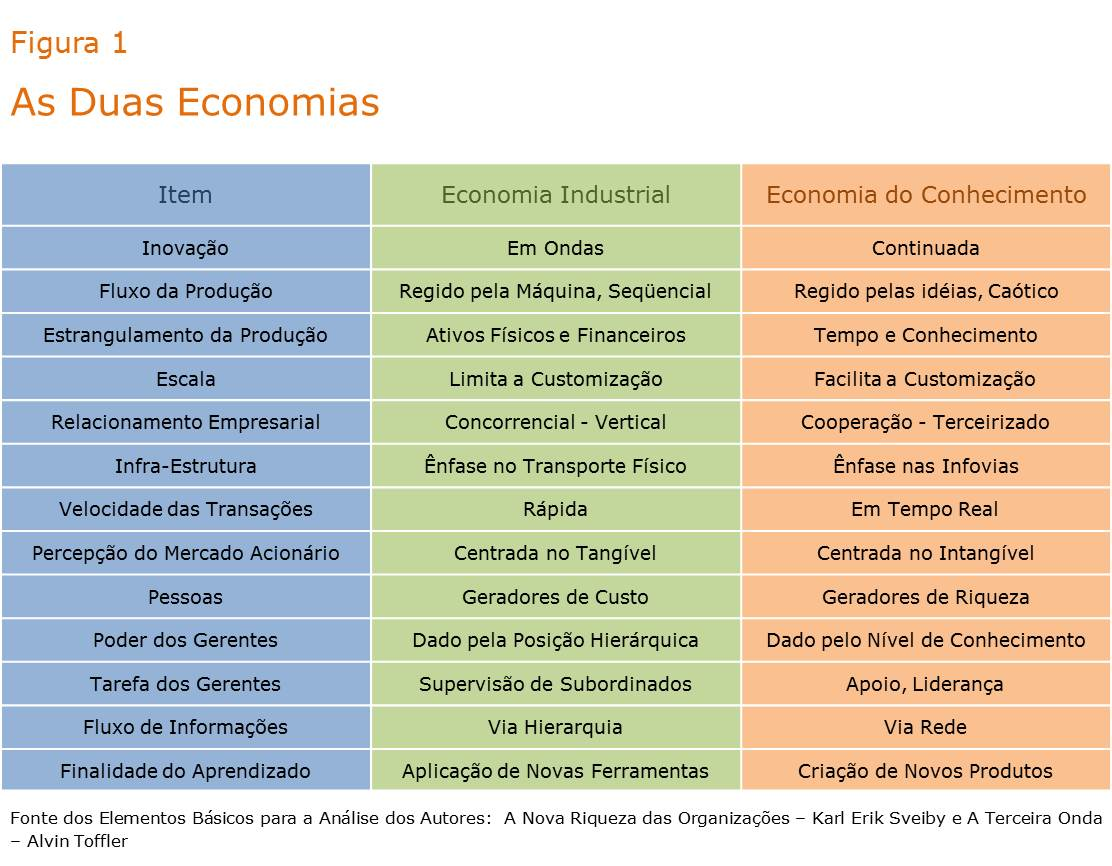 Figura 1
As Duas Economias
Item Economia Industrial Economia do Conhecimento
Inovação Em Ondas Continuada
Fluxo da Produção Regido pela Máquina, Seqüencial Regido pelas idéias, Caótico
Estrangulamento da Produção Ativos Físicos e Financeiros Tempo e Conhecimento
Escala Limita a Customização Facilita a Customização
Relacionamento Empresarial Concorrencial - Vertical Cooperação - Terceirizado
Infra-Estrutura Ênfase no Transporte Físico Ênfase nas Infovias
Velocidade das Transações Rápida Em Tempo Real
Percepção do Mercado Acionário Centrada no Tangível Centrada no Intangível
Pessoas Geradores de Custo Geradores de Riqueza
Poder dos Gerentes Dado pela Posição Hierárquica Dado pelo Nível de Conhecimento
Tarefa dos Gerentes Supervisão de Subordinados Apoio, Liderança
Fluxo de Informações Via Hierarquia Via Rede
Finalidade do Aprendizado Aplicação de Novas Ferramentas Criação de Novos Produtos
Fonte dos Elementos Básicos para a Análise dos Autores: A Nova Riqueza das Organizações – Karl Erik Sveiby e A Terceira Onda
– Alvin Toffler